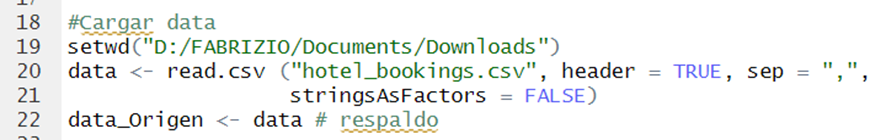 18 #Cargar data
19 setwd("D:/FABRIZIO/Documents/Downloads")
20 data <- read.csv ("hotel_bookings.csv", header = TRUE, sep = ",",
21 stringsAsFactors = FALSE)
22 data_Origen <- data # respaldo